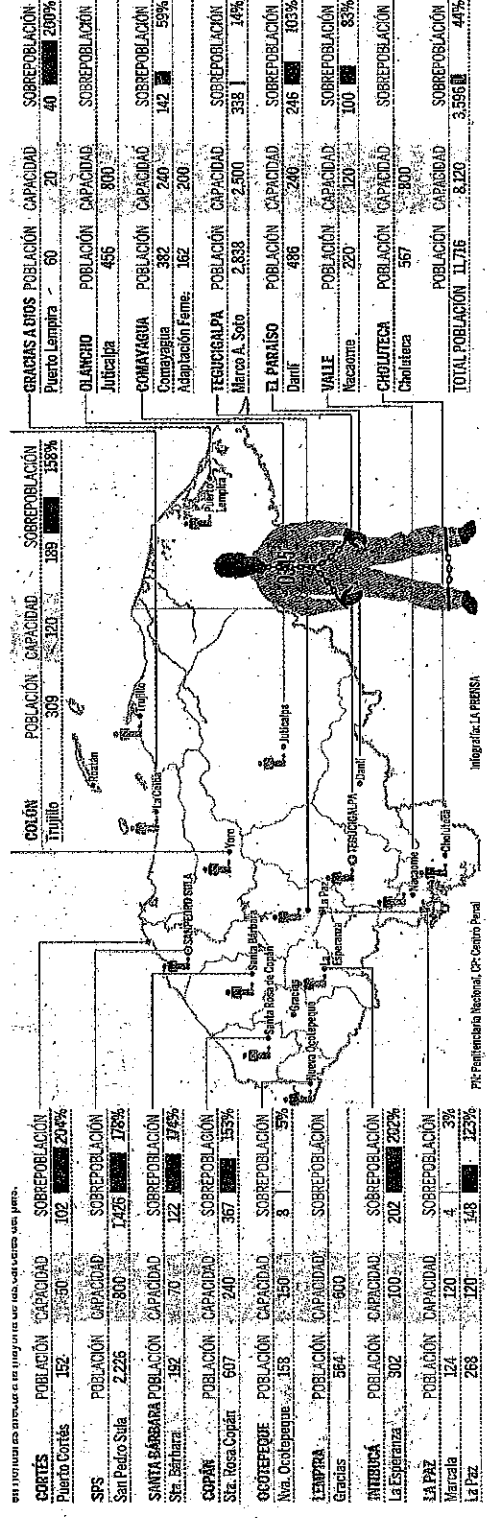 CORTÉS POBLACIÓN CAPACIDAD SOBREPOBLACIÓN
Puerto Cortés 152 50 102 204%
SPS POBLACIÓN CAPACIDAD SOBREPOBLACIÓN
San Pedro Sula 2,226 800 1,426 178%
SANTA BÁRBARA POBLACIÓN CAPACIDAD SOBREPOBLACIÓN
Sta. Bárbara 192 70 122 174%
COPÁN POBLACIÓN CAPACIDAD SOBREPOBLACIÓN
Sta. Rosa Copán 607 240 367 153%
OCOTEPEQUE POBLACIÓN CAPACIDAD SOBREPOBLACIÓN
Nva. Ocotepeque 158 150 8 5%
LEMPIRA POBLACIÓN CAPACIDAD SOBREPOBLACIÓN
Gracias 564 600
INTIBUCÁ POBLACIÓN CAPACIDAD SOBREPOBLACIÓN
La Esperanza 302 100 202 202%
LA PAZ POBLACIÓN CAPACIDAD SOBREPOBLACIÓN
Marcala 124 120 4 3%
La Paz 268 120 148 123%
COLÓN POBLACIÓN CAPACIDAD SOBREPOBLACIÓN
Trujillo 309 120 189 158%
Roatán
Trujillo
La Ceiba
Puerto
Lempira
SAN PEDRO SULA
Yoro
Santa Bárbara
Juticalpa
Santa Rosa de Copán
Gracias
La Paz
TEGUCIGALPA
Nueva Ocotepeque
La
Esperanza
Danlí
Nacaome
Choluteca
PN: Penitenciaría Nacional, CP: Centro Penal
Infografía: LA PRENSA
GRACIAS A DIOS POBLACIÓN CAPACIDAD SOBREPOBLACIÓN
Puerto Lempira 60 20 40 200%
OLANCHO POBLACIÓN CAPACIDAD SOBREPOBLACIÓN
Juticalpa 456 800
COMAYAGUA POBLACIÓN CAPACIDAD SOBREPOBLACIÓN
Comayagua 382 240 142 59%
Adaptación Feme. 162 200
TEGUCIGALPA POBLACIÓN CAPACIDAD SOBREPOBLACIÓN
Marco A. Soto 2,838 2,500 338 14%
EL PARAÍSO POBLACIÓN CAPACIDAD SOBREPOBLACIÓN
Danlí 486 240 246 103%
VALLE POBLACIÓN CAPACIDAD SOBREPOBLACIÓN
Nacaome 220 120 100 83%
CHOLUTECA POBLACIÓN CAPACIDAD SOBREPOBLACIÓN
Choluteca 567 800
POBLACIÓN CAPACIDAD SOBREPOBLACIÓN
TOTAL POBLACIÓN 11,716 8,120 3,596 44%